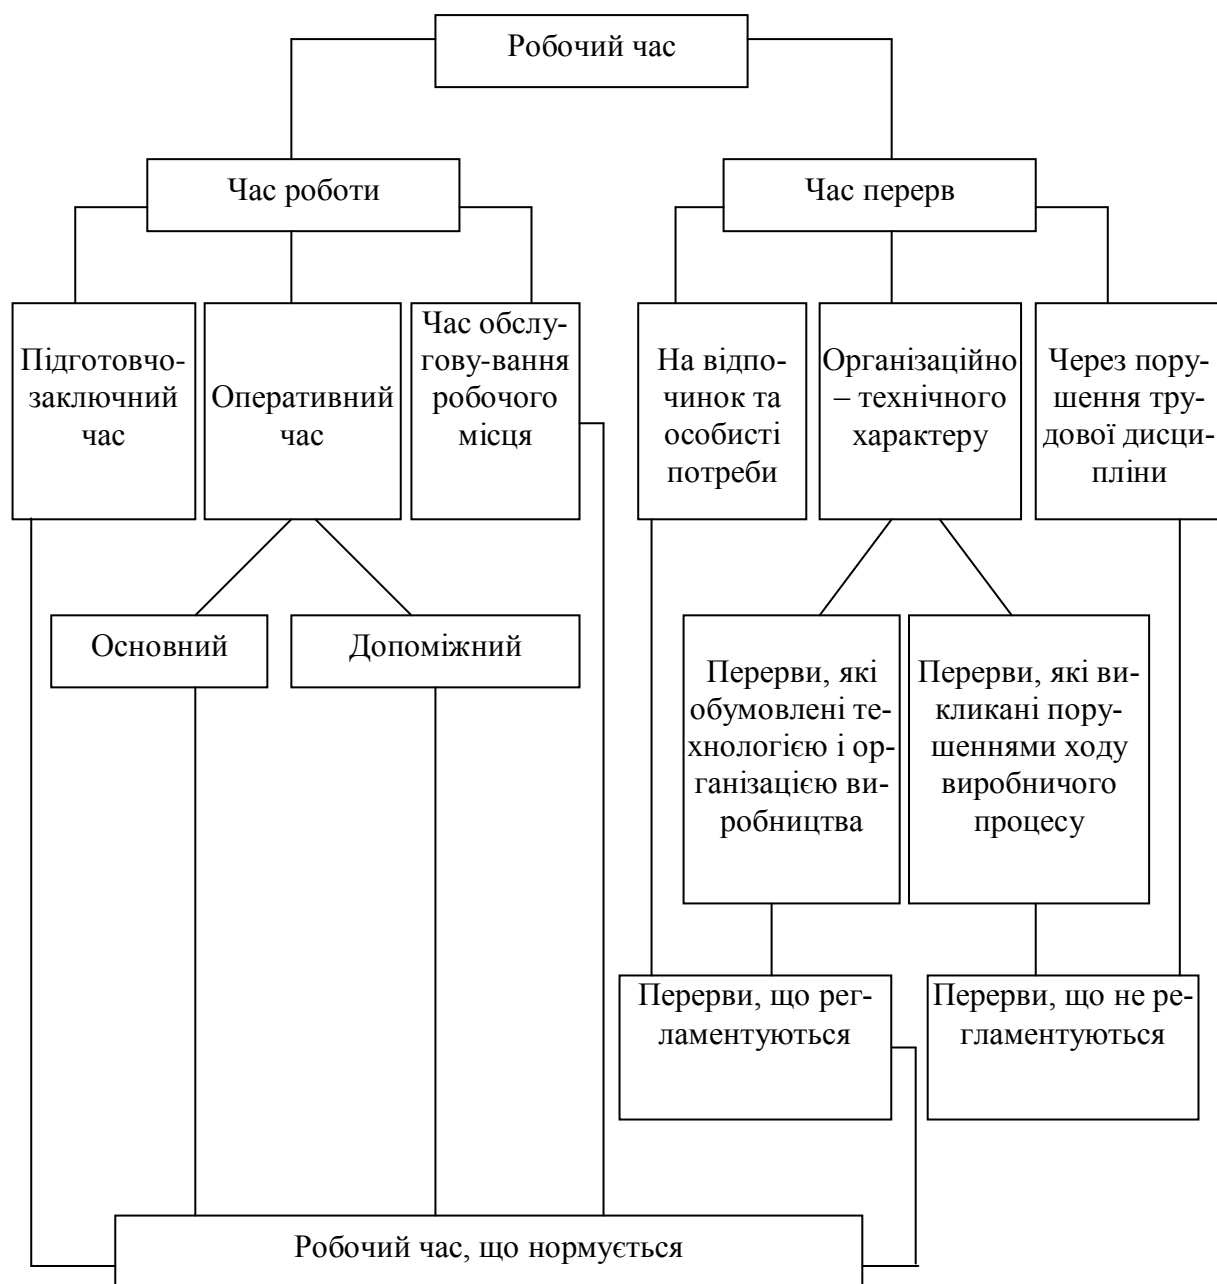 Робочий час
Час роботи
Час перерв
Підготовчо-
заключний
час
Оперативний
час
Час обслу-
гову-вання
робочого
місця
На відпо-
чинок та
особисті
потреби
Організаційно
– технічного
характеру
Через пору-
шення тру-
дової дисци-
пліни
Основний
Допоміжний
Перерви, які
обумовлені те-
хнологією і ор-
ганізацією ви-
робництва
Перерви, які ви-
кликані пору-
шеннями ходу
виробничого
процесу
Перерви, що рег-
ламентуються
Перерви, що не ре-
гламентуються
Робочий час, що нормується